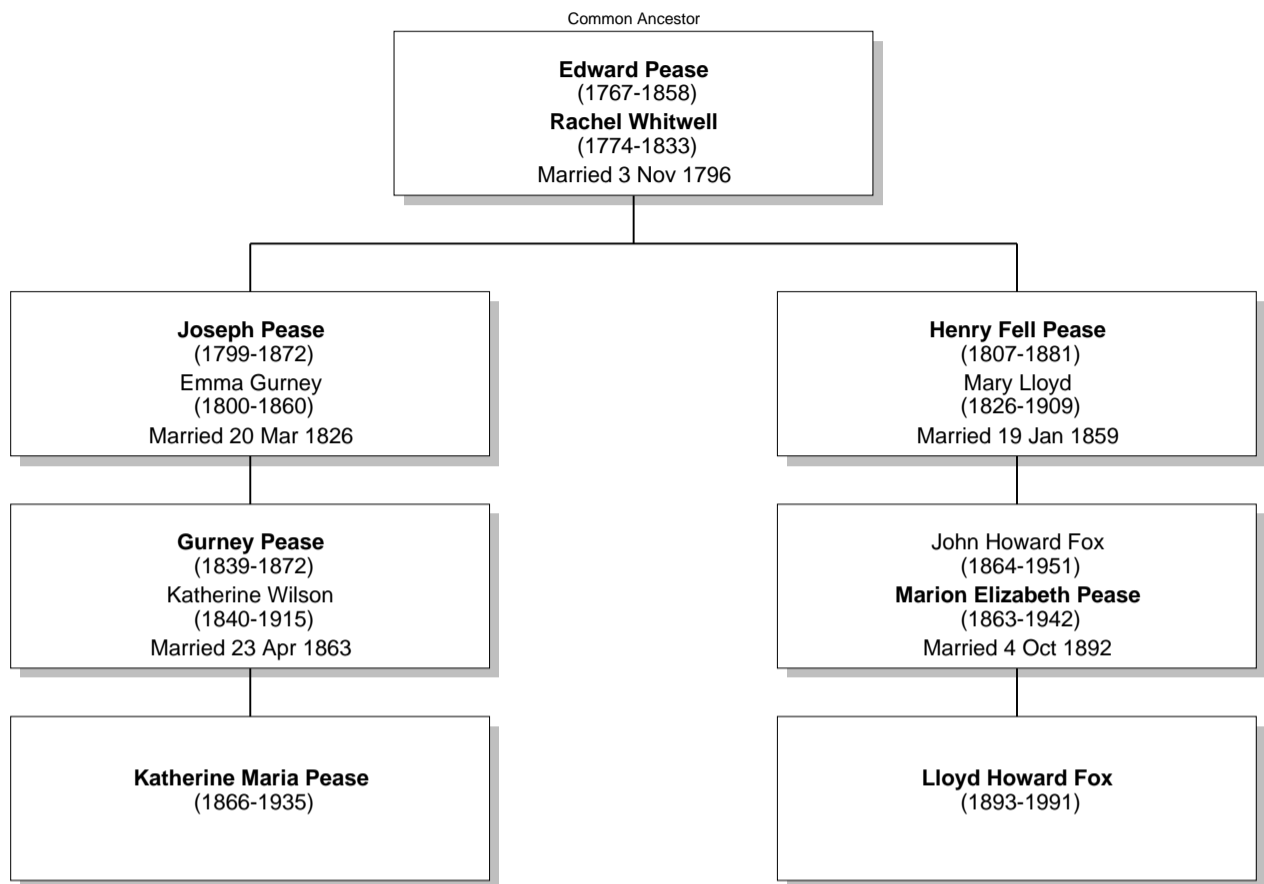 Common Ancestor
Edward Pease
(1767-1858)
Rachel Whitwell
(1774-1833)
Married 3 Nov 1796
Joseph Pease
(1799-1872)
Emma Gurney
(1800-1860)
Married 20 Mar 1826
Henry Fell Pease
(1807-1881)
Mary Lloyd
(1826-1909)
Married 19 Jan 1859
Gurney Pease
(1839-1872)
Katherine Wilson
(1840-1915)
Married 23 Apr 1863
John Howard Fox
(1864-1951)
Marion Elizabeth Pease
(1863-1942)
Married 4 Oct 1892
Katherine Maria Pease
(1866-1935)
Lloyd Howard Fox
(1893-1991)